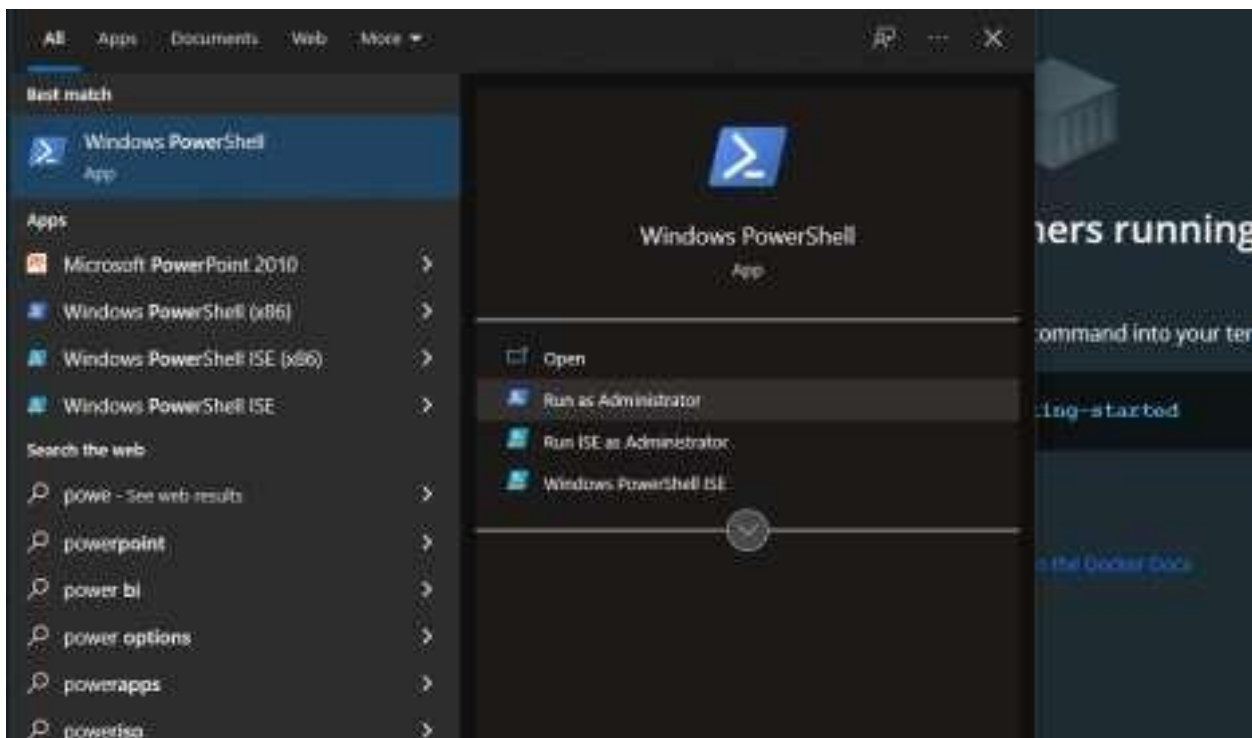 All Apps Documents Web More
Best match
Windows PowerShell
App
Apps
Microsoft PowerPoint 2010
Windows PowerShell (x86)
Windows PowerShell ISE (x86)
Windows PowerShell ISE
Search the web
powe - See web results
powerpoint
power bi
power options
powerapps
poweriso
Windows PowerShell
App
Open
Run as Administrator
Run ISE as Administrator
Windows PowerShell ISE
ners running
command into your ter
ing-started
the Docker Docs